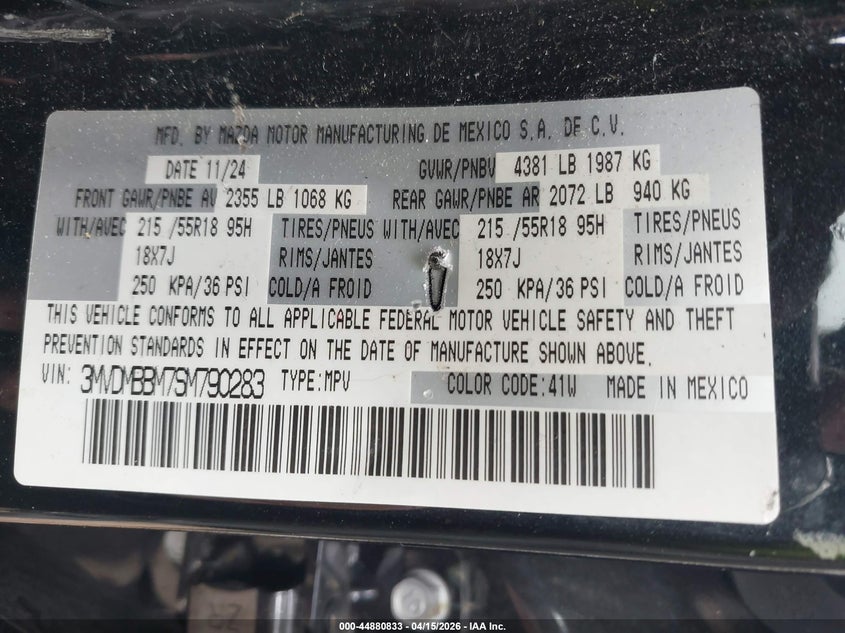 MFD. BY MAZDA MOTOR MANUFACTURING DE MEXICO S.A. DE C.V.
DATE 11/24 GVWR/PNBV 4381 LB 1987 KG
FRONT GAWR/PNBE AV 2355 LB 1068 KG REAR GAWR/PNBE AR 2072 LB 940 KG
WITH/AVEC 215 /55R18 95H TIRES/PNEUS WITH/AVEC 215 /55R18 95H TIRES/PNEUS
18X7J RIMS/JANTES 18X7J RIMS/JANTES
250 KPA/36 PSI COLD/A FROID 250 KPA/36 PSI COLD/A FROID
THIS VEHICLE CONFORMS TO ALL APPLICABLE FEDERAL MOTOR VEHICLE SAFETY AND THEFT
PREVENTION STANDARDS IN EFFECT ON THE DATE OF MANUFACTURE SHOWN ABOVE.
VIN: 3MVDMBBM7SM790283 TYPE:MPV COLOR CODE:41W MADE IN MEXICO
000-44880833 - 04/15/2026 - IAA Inc.